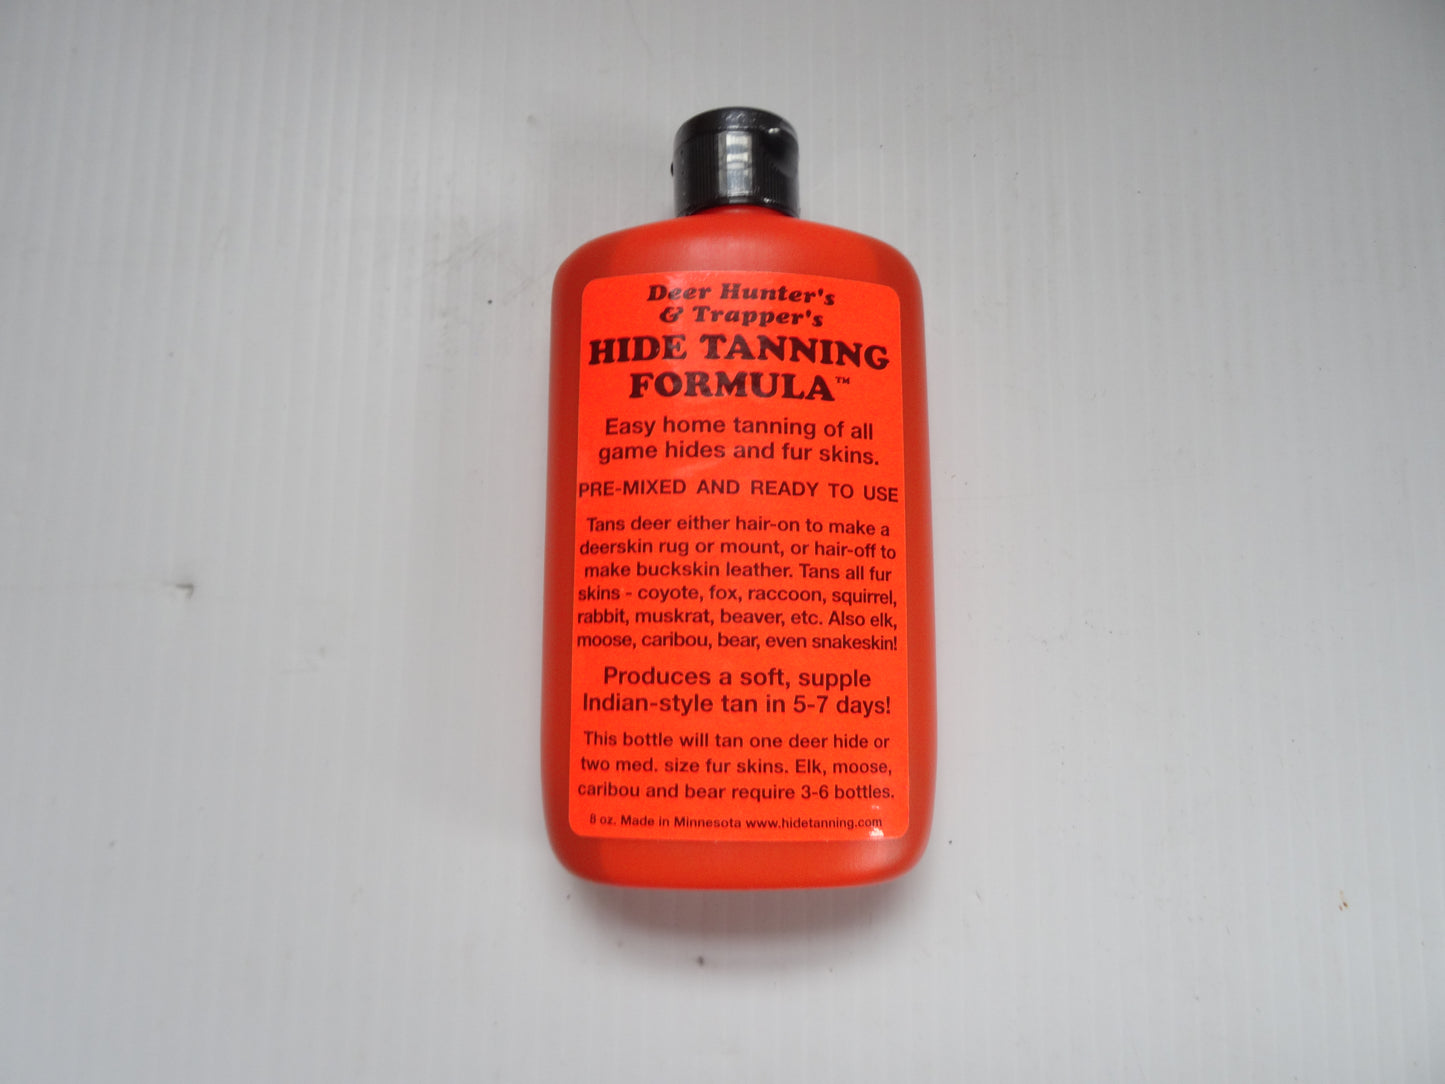 Deer Hunter's
& Trapper's
HIDE TANNING
FORMULA™
Easy home tanning of all
game hides and fur skins.
PRE-MIXED AND READY TO USE
Tans deer either hair-on to make a
deerskin rug or mount, or hair-off to
make buckskin leather. Tans all fur
skins - coyote, fox, raccoon, squirrel,
rabbit, muskrat, beaver, etc. Also elk,
moose, caribou, bear, even snakeskin!
Produces a soft, supple
Indian-style tan in 5-7 days!
This bottle will tan one deer hide or
two med. size fur skins. Elk, moose,
caribou and bear require 3-6 bottles.
8 oz. Made in Minnesota www.hidetanning.com